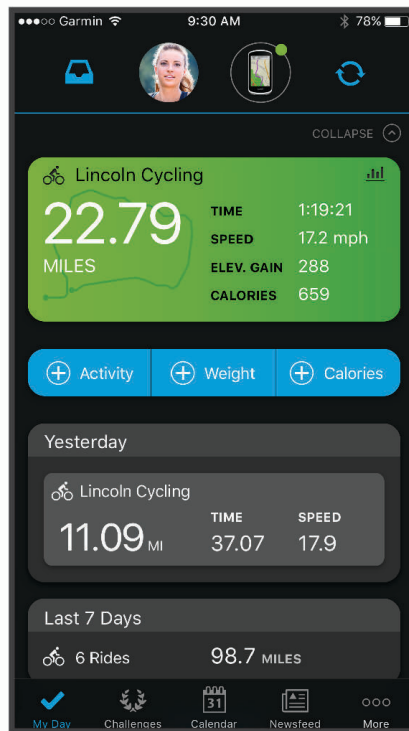 Garmin 9:30 AM 78%
COLLAPSE
Lincoln Cycling
22.79
MILES
TIME 1:19:21
SPEED 17.2 mph
ELEV. GAIN 288
CALORIES 659
Activity Weight Calories
Yesterday
Lincoln Cycling
11.09 MI
TIME SPEED
37.07 17.9
Last 7 Days
6 Rides 98.7 MILES
31
My Day Challenges Calendar Newsfeed More